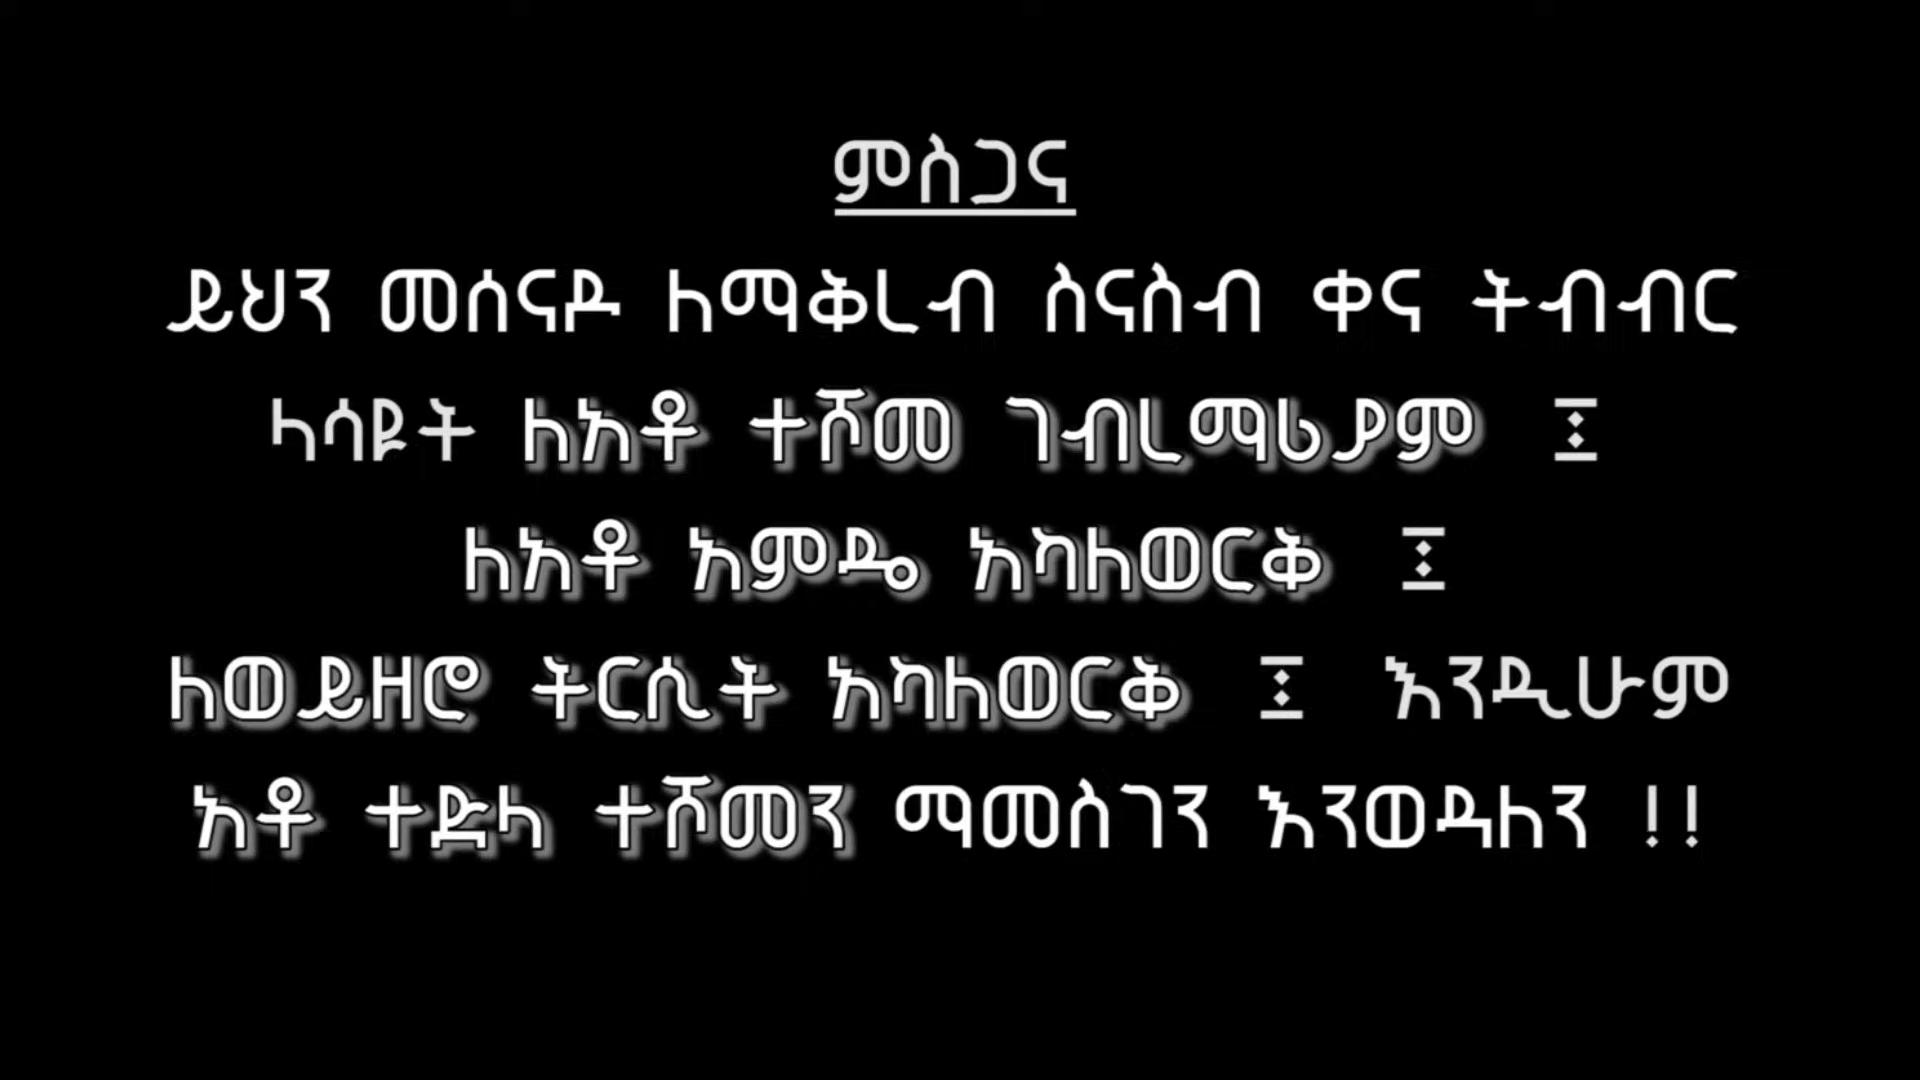 ምስጋና
ይህን መሰናዶ ለማቅረብ ስናስብ ቀና ትብብር
ላሳዩት ለአቶ ተሾመ ገብረማሪያም ፤
ለአቶ አምዴ አካለወርቅ ፤
ለወይዘሮ ትርሲት አካለወርቅ ፤ እንዲሁም
አቶ ተድላ ተሾመን ማመስገን እንወዳለን !!